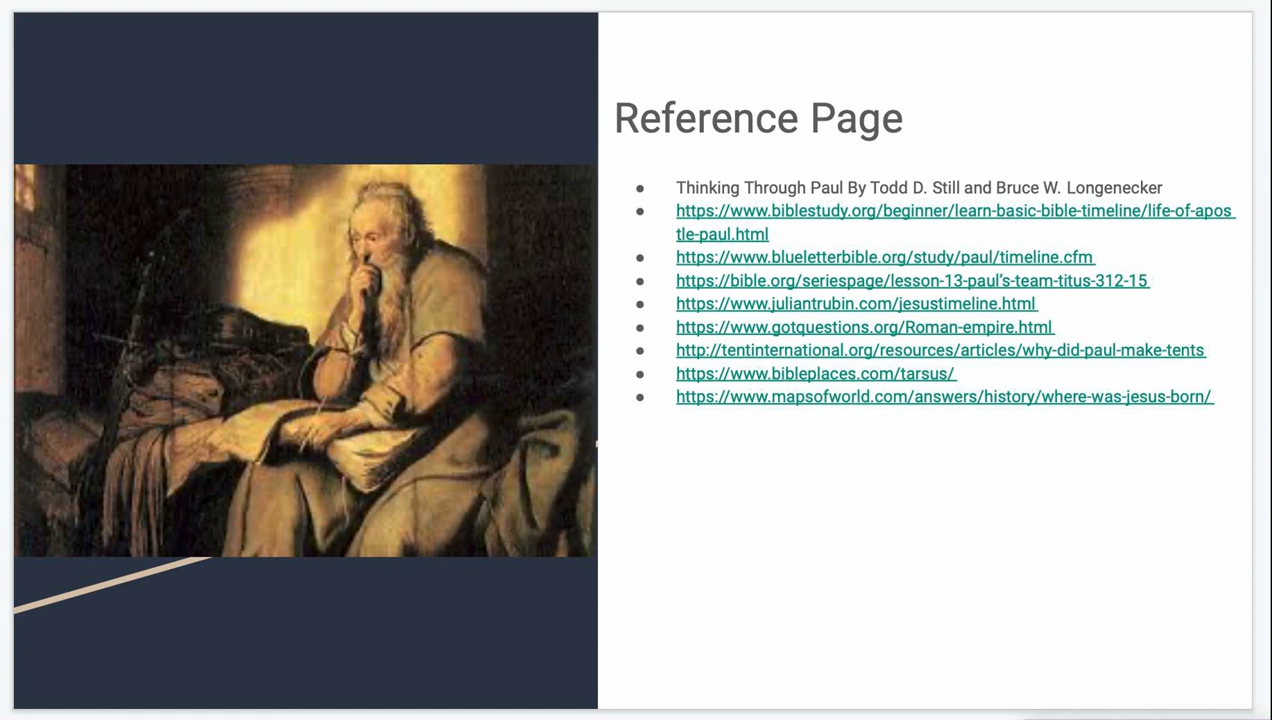 Reference Page
● Thinking Through Paul By Todd D. Still and Bruce W. Longenecker
● https://www.biblestudy.org/beginner/learn-basic-bible-timeline/life-of-apos
tle-paul.html
● https://www.blueletterbible.org/study/paul/timeline.cfm
● https://bible.org/seriespage/lesson-13-paul’s-team-titus-312-15
● https://www.juliantrubin.com/jesustimeline.html
● https://www.gotquestions.org/Roman-empire.html
● http://tentinternational.org/resources/articles/why-did-paul-make-tents
● https://www.bibleplaces.com/tarsus/
● https://www.mapsofworld.com/answers/history/where-was-jesus-born/